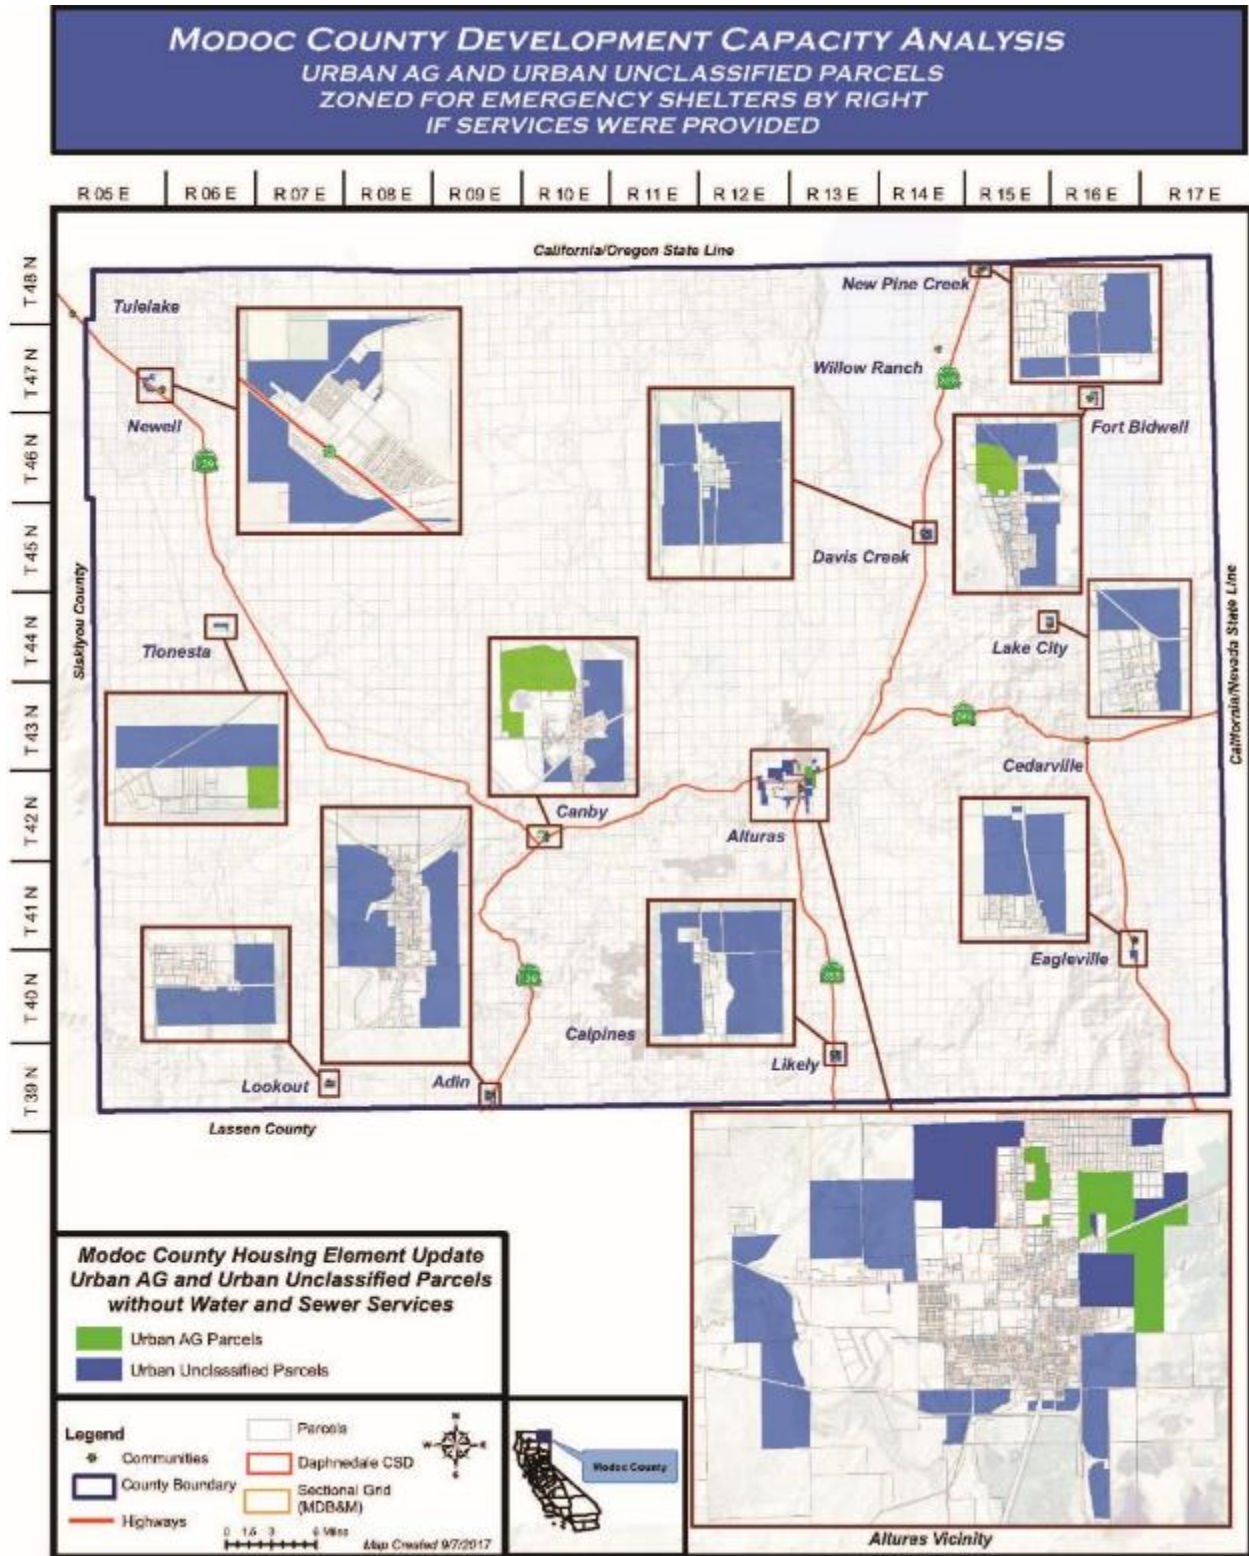 MODOC COUNTY DEVELOPMENT CAPACITY ANALYSIS
URBAN AG AND URBAN UNCLASSIFIED PARCELS
ZONED FOR EMERGENCY SHELTERS BY RIGHT
IF SERVICES WERE PROVIDED
R 05 E R 06 E R 07 E R 08 E R 09 E R 10 E R 11 E R 12 E R 13 E R 14 E R 15 E R 16 E R 17 E
California/Oregon State Line
T 48 N
New Pine Creek
Tulelake
T 47 N
Willow Ranch
Newell
Fort Bidwell
T 46 N
T 45 N
Davis Creek
Siskiyou County
California/Nevada State Line
T 44 N
Tionesta
Lake City
T 43 N
Cedarville
T 42 N
Canby
Alturas
T 41 N
Eagleville
T 40 N
Calpines
Likely
Lookout
Adin
T 39 N
Lassen County
Modoc County Housing Element Update
Urban AG and Urban Unclassified Parcels
without Water and Sewer Services
Urban AG Parcels
Urban Unclassified Parcels
Legend
Communities
County Boundary
Highways
Parcels
Daphnedale CSD
Sectional Grid
(MDB&M)
N
W E
S
0 1.5 3 6 Miles
Map Created 9/7/2017
Modoc County
Alturas Vicinity